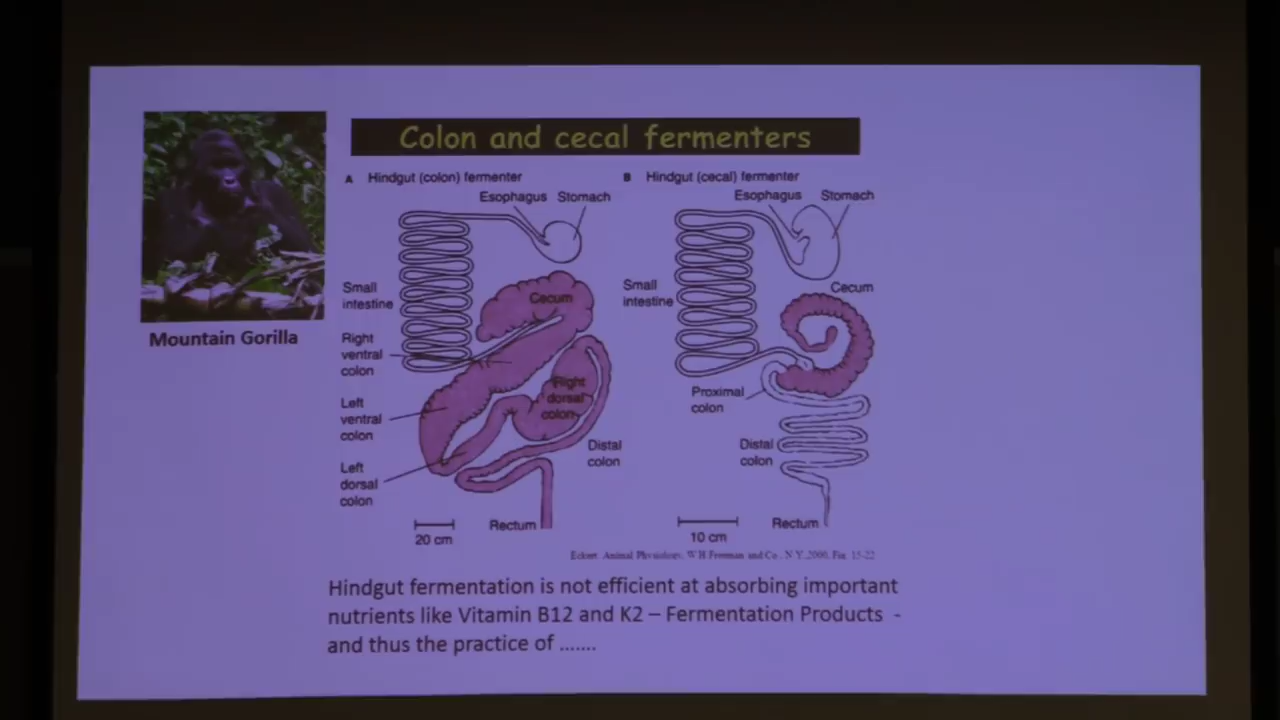 Colon and cecal fermenters
A Hindgut (colon) fermenter
Esophagus Stomach
Small
intestine
Cecum
Right
ventral
colon
Left
ventral
colon
Right
dorsal
colon
Left
dorsal
colon
Distal
colon
Rectum
20 cm
B Hindgut (cecal) fermenter
Esophagus Stomach
Small
intestine
Cecum
Proximal
colon
Distal
colon
Rectum
10 cm
Mountain Gorilla
Eckert Animal Physiology, W H Freeman and Co , N Y ,2000, Fig 15-22
Hindgut fermentation is not efficient at absorbing important
nutrients like Vitamin B12 and K2 – Fermentation Products -
and thus the practice of .......